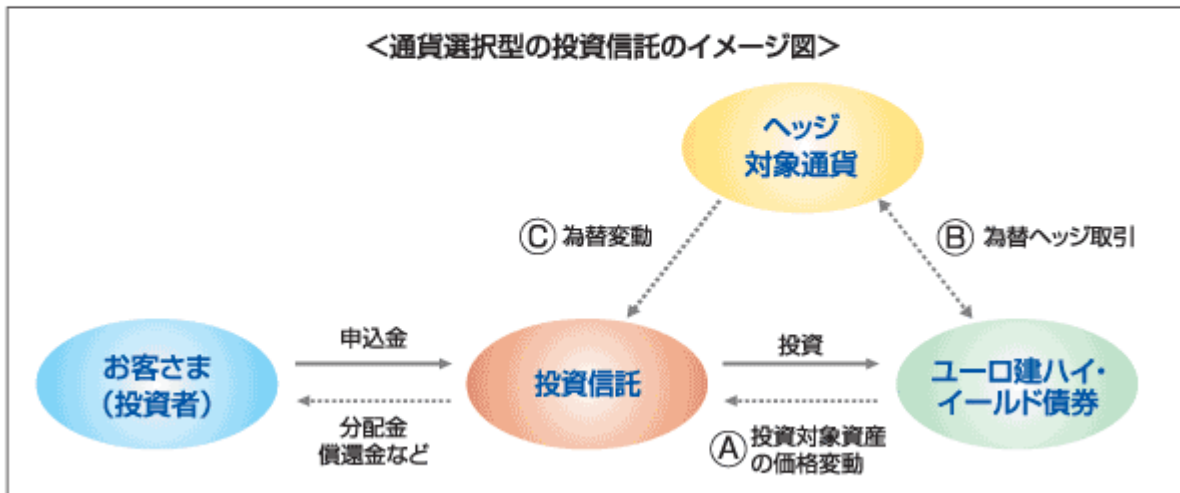 ＜通貨選択型の投資信託のイメージ図＞
ヘッジ
対象通貨
Ⓒ 為替変動
Ⓑ 為替ヘッジ取引
お客さま
（投資者）
申込金
分配金
償還金など
投資信託
投資
Ⓐ 投資対象資産
の価格変動
ユーロ建ハイ・
イールド債券